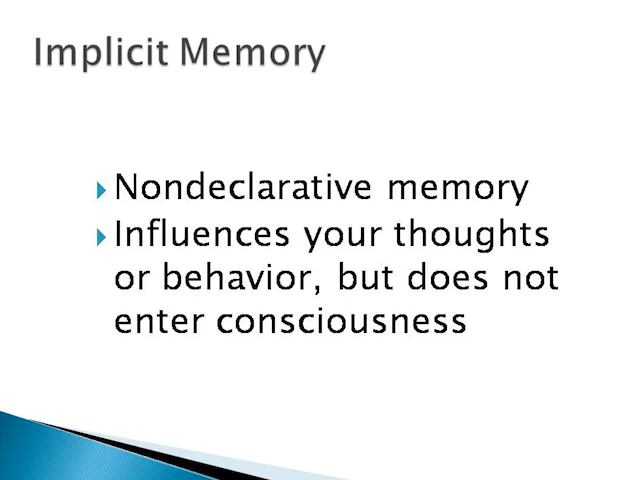 Implicit Memory
Nondeclarative memory
Influences your thoughts
or behavior, but does not
enter consciousness